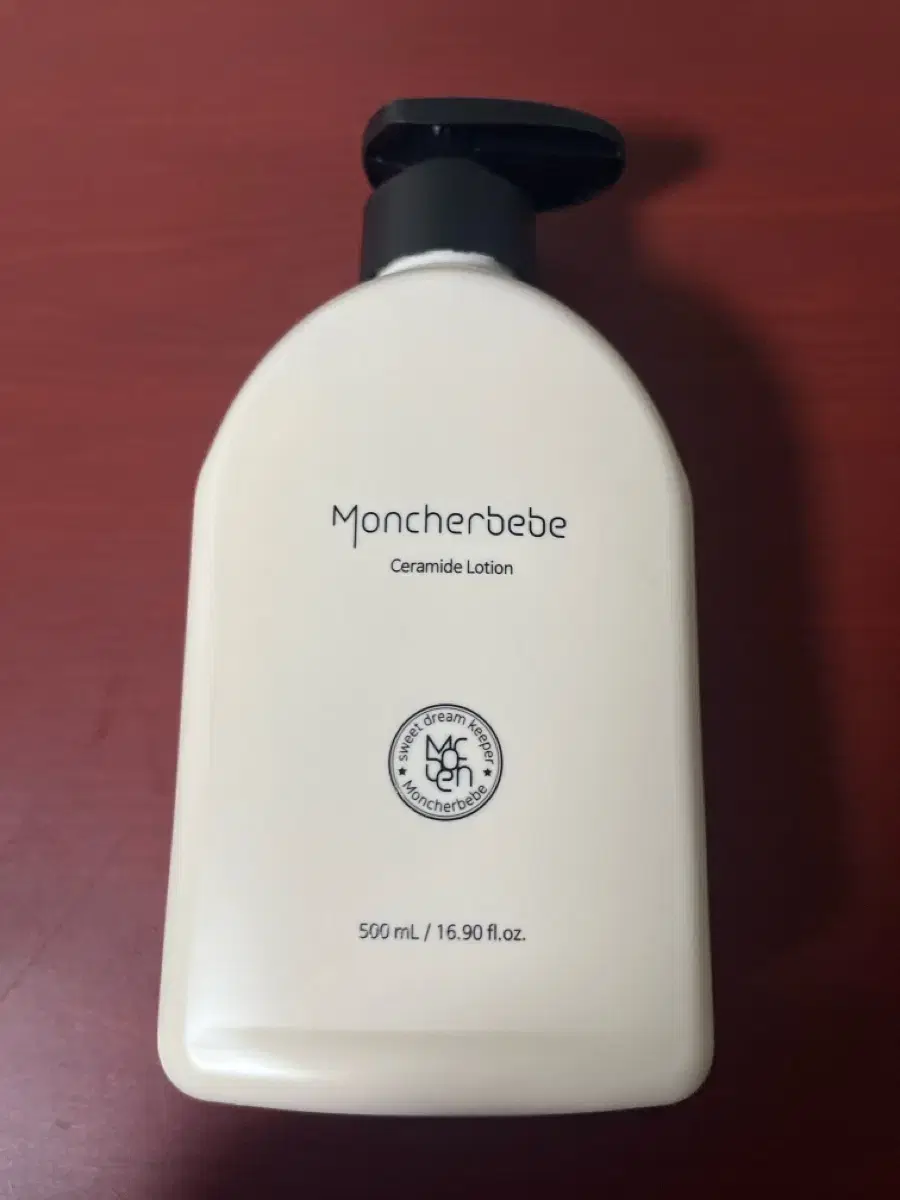 Moncherbebe
Ceramide Lotion
sweet dream keeper
Moncherbebe
500 mL / 16.90 fl.oz.